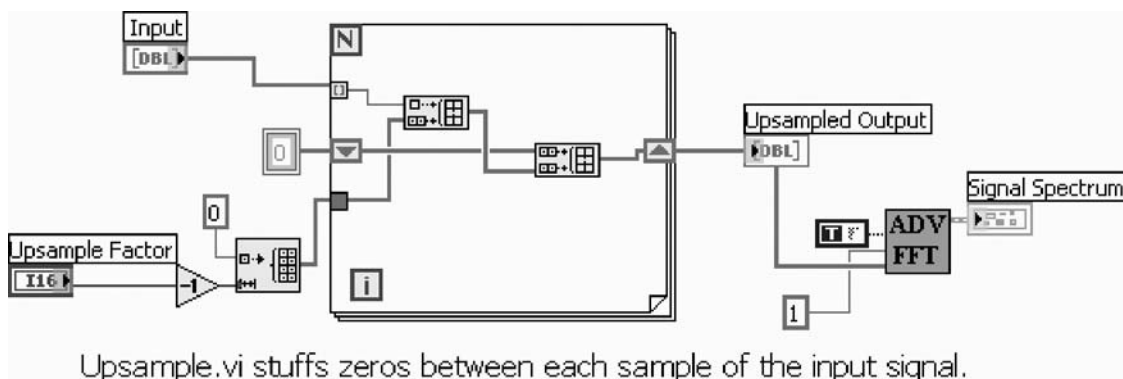 Input
[DBL]
N
0
Upsampled Output
DBL]
Signal Spectrum
0
T
ADV
FFT
Upsample Factor
I16
-1
i
1
Upsample.vi stuffs zeros between each sample of the input signal.